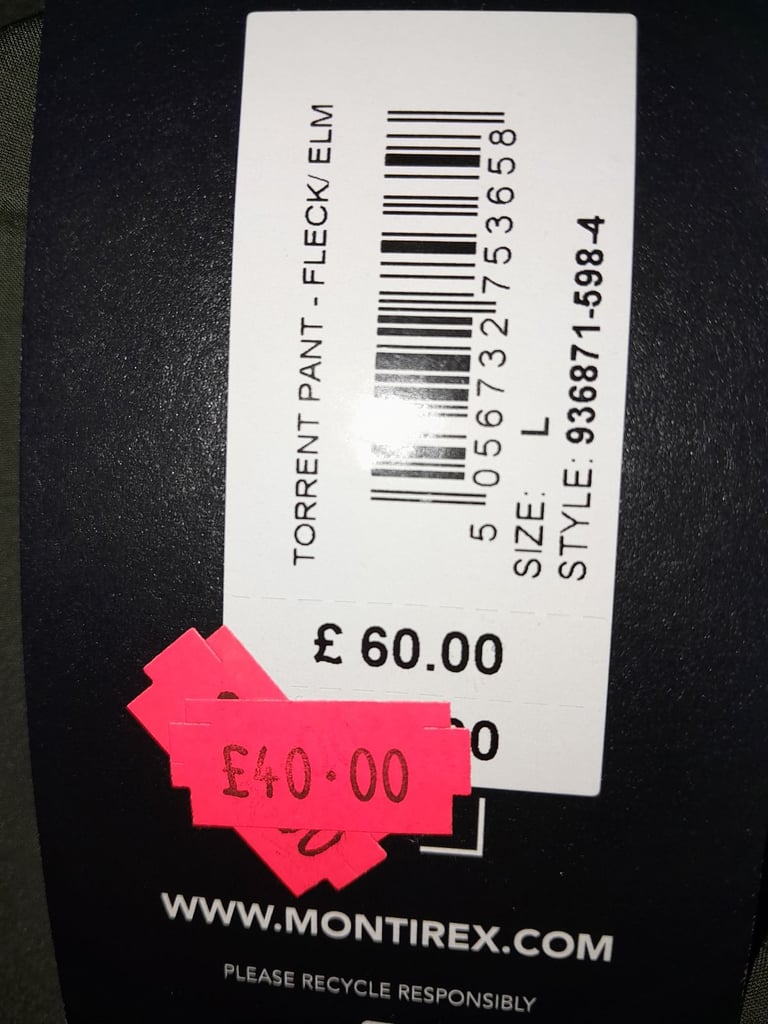 TORRENT PANT - FLECK/ ELM
5 056732 753658
SIZE: L
STYLE: 936871-598-4
£ 60.00
£40.00
WWW.MONTIREX.COM
PLEASE RECYCLE RESPONSIBLY